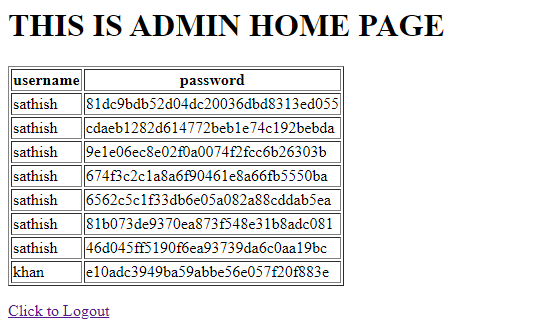 THIS IS ADMIN HOME PAGE
username password
sathish 81dc9bdb52d04dc20036dbd8313ed055
sathish cdaeb1282d614772beb1e74c192bebda
sathish 9e1e06ec8e02f0a0074f2fcc6b26303b
sathish 674f3c2c1a8a6f90461e8a66fb5550ba
sathish 6562c5c1f33db6e05a082a88cddab5ea
sathish 81b073de9370ea873f548e31b8adc081
sathish 46d045ff5190f6ea93739da6c0aa19bc
khan e10adc3949ba59abbe56e057f20f883e
Click to Logout